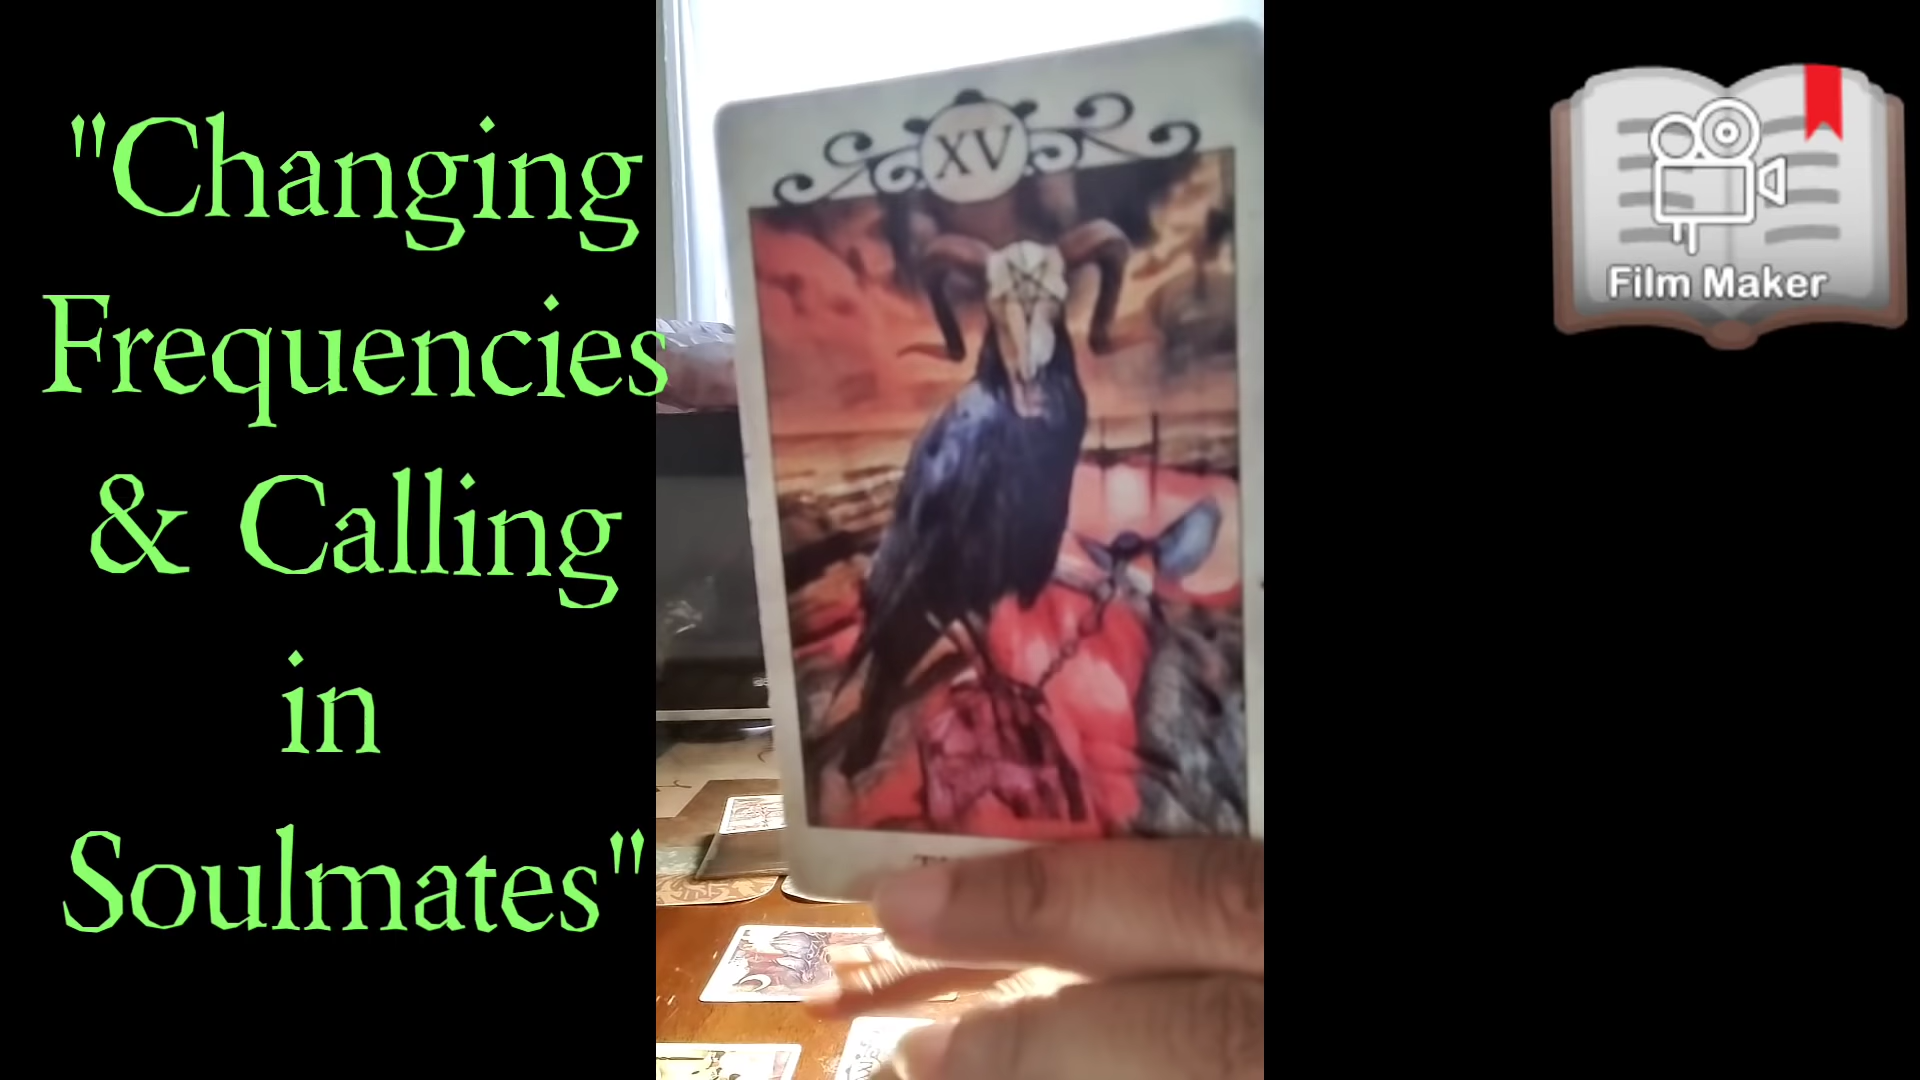 "Changing
Frequencies
& Calling
in
Soulmates"
XV
Film Maker